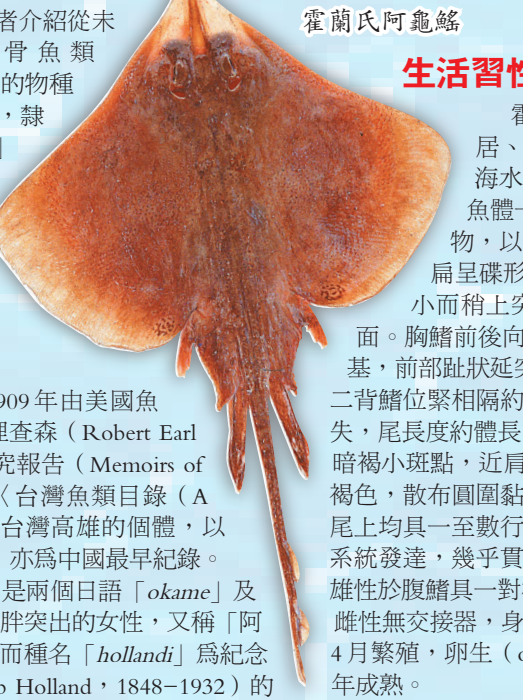 者介紹從未
骨魚類
的物種
，隸
909年由美國魚
里查森（Robert Earl
究報告（Memoirs of
〈台灣魚類目錄（A
台灣高雄的個體，以
亦為中國最早紀錄。
是兩個日語「okame」及
胖突出的女性，又稱「阿
而種名「hollandi」為紀念
b Holland，1848−1932）的
霍蘭氏阿龜鰩
生活習性
霍
居、
海水
魚體一
物，以
扁呈碟形
小而稍上突
面。胸鰭前後向
基，前部趾狀延突
二背鰭位緊相隔約
失，尾長度約體長
暗褐小斑點，近肩
褐色，散布圓圍黏
尾上均具一至數行
系統發達，幾乎貫
雄性於腹鰭具一對
雌性無交接器，身
4月繁殖，卵生（o
年成熟。